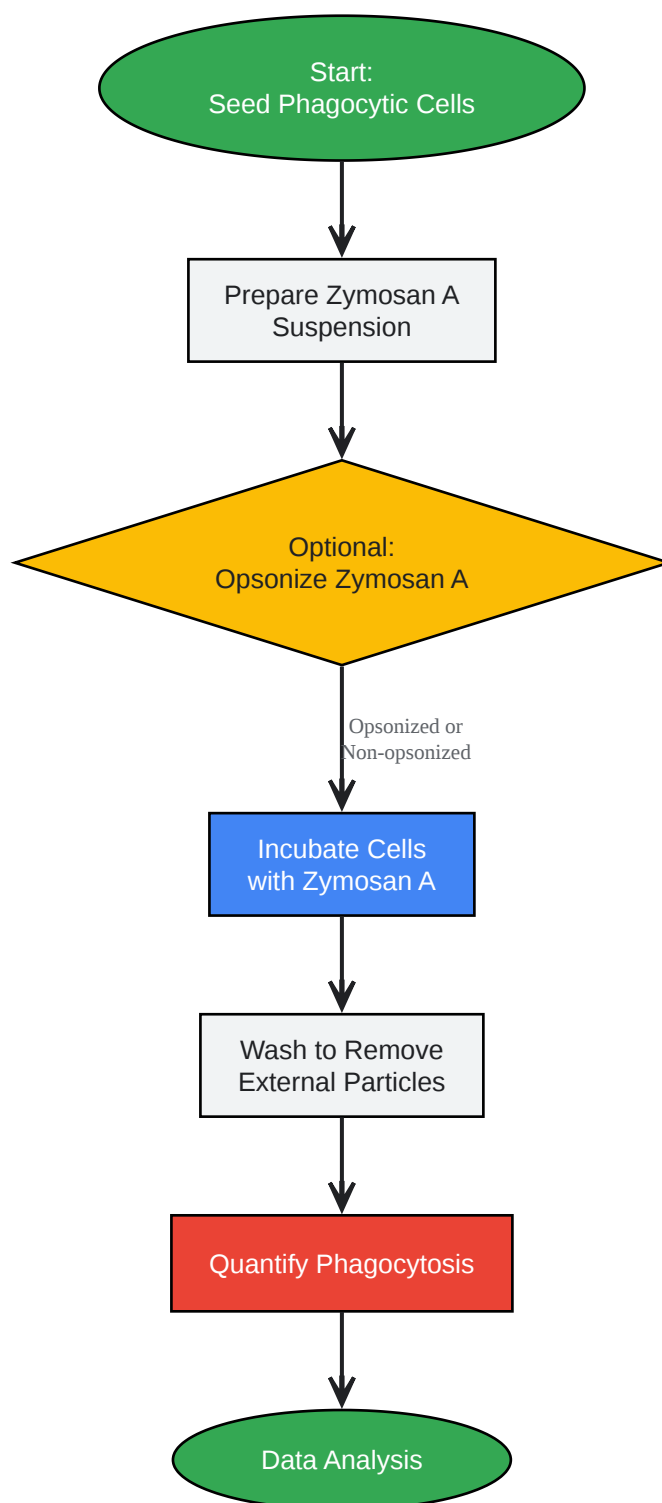 Start:
Seed Phagocytic Cells
Prepare Zymosan A
Suspension
Optional:
Opsonize Zymosan A
Opsonized or
Non-opsonized
Incubate Cells
with Zymosan A
Wash to Remove
External Particles
Quantify Phagocytosis
Data Analysis